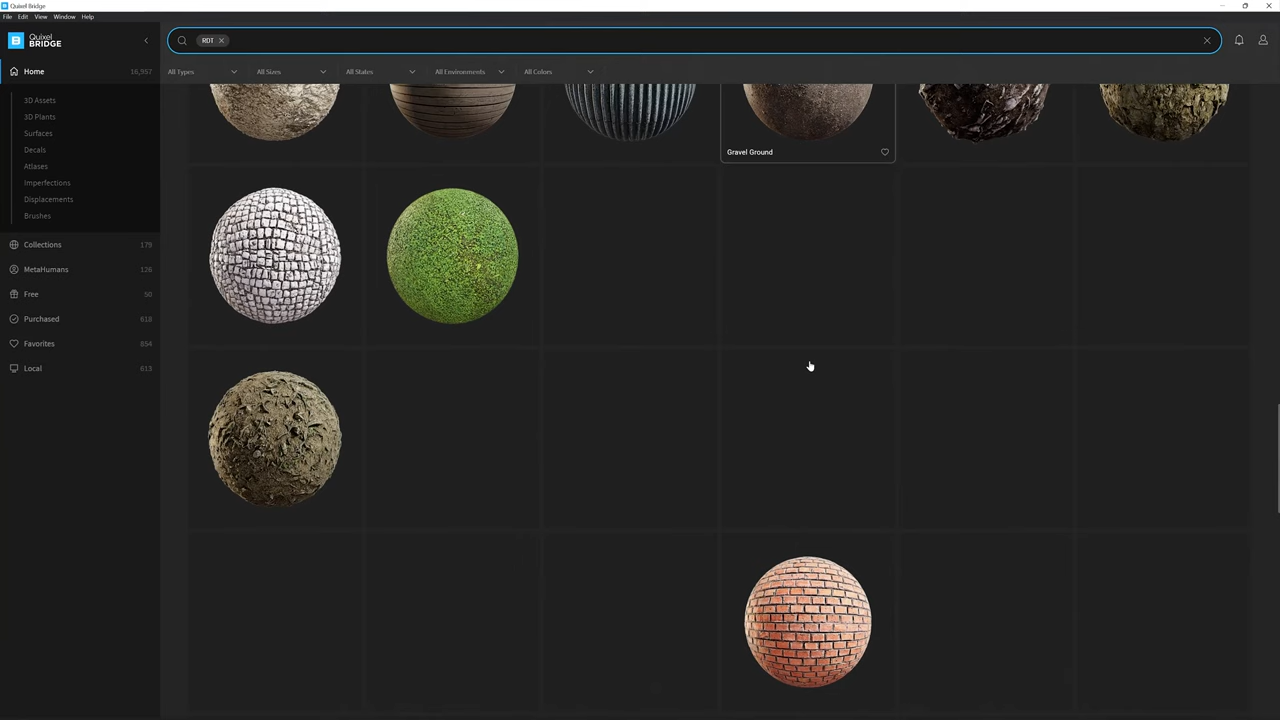 Quixel Bridge
File Edit View Window Help
Quixel
BRIDGE
RDT
Home 16,957
All Types
All Sizes
All States
All Environments
All Colors
3D Assets
3D Plants
Surfaces
Decals
Atlases
Imperfections
Displacements
Brushes
Collections 179
MetaHumans 126
Free 50
Purchased 618
Favorites 854
Local 613
Gravel Ground